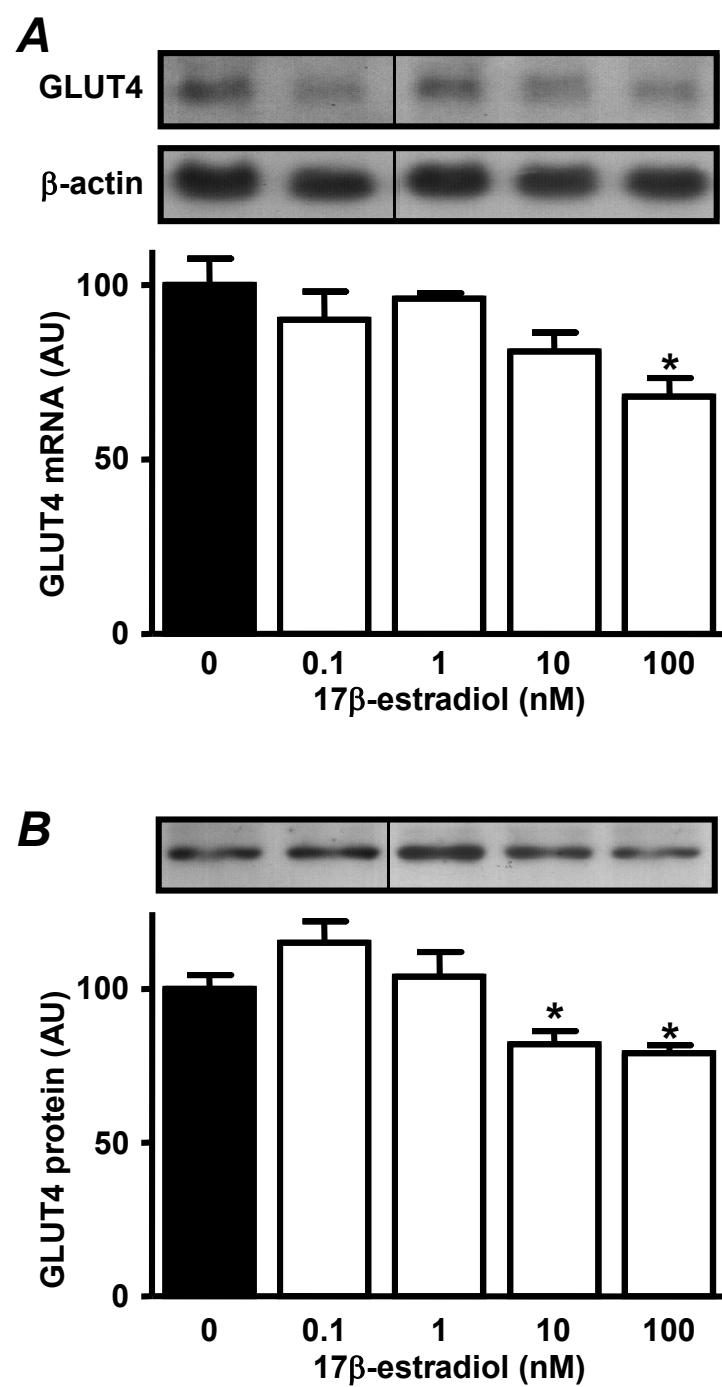 A
GLUT4
β-actin
GLUT4 mRNA (AU)
100
50
0
*
0 0.1 1 10 100
17β-estradiol (nM)
B
GLUT4 protein (AU)
100
50
0
* *
0 0.1 1 10 100
17β-estradiol (nM)